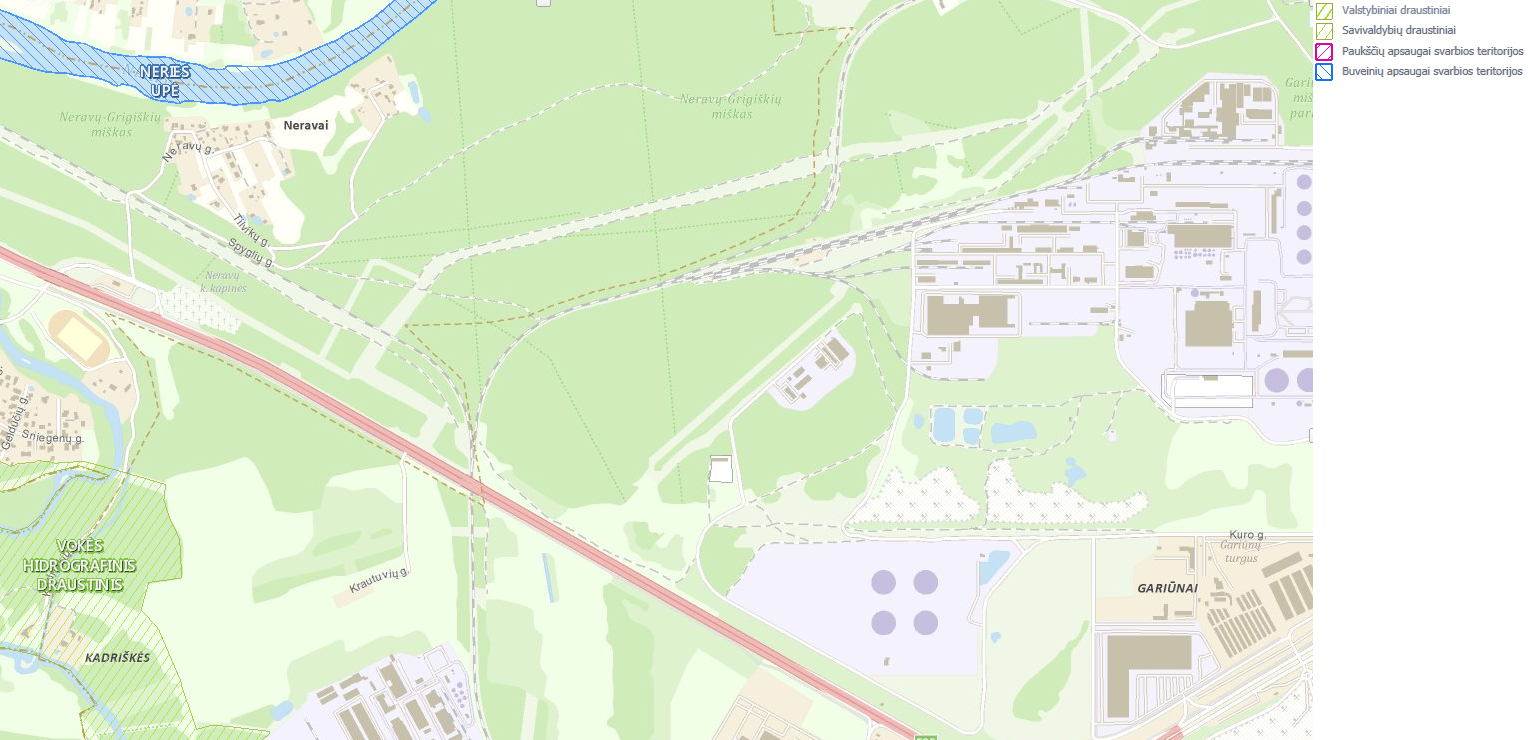 Valstybiniai draustiniai
Savivaldybių draustiniai
Paukščių apsaugai svarbios teritorijos
Buveinių apsaugai svarbios teritorijos
NERIES
UPĖ
Neravų-Grigiškių
miškas
Neravai
Neravų g.
Neravų-Grigiškių
miškas
Tilvikų g.
Spyglių g.
Neravų
k. kapinės
Geldučių g.
Sniegenų g.
VOKĖS
HIDROGRAFINIS
DRAUSTINIS
Krautuvių g.
KADRIŠKĖS
Kuro g.
Gariūnų
turgus
GARIŪNAI